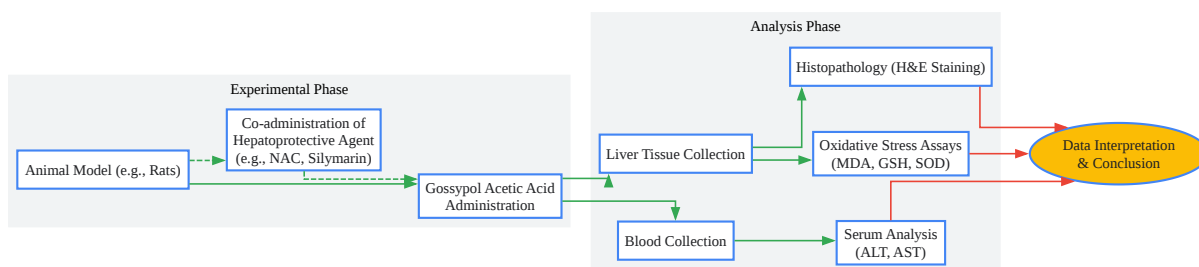 Experimental Phase
Animal Model (e.g., Rats)
Co-administration of
Hepatoprotective Agent
(e.g., NAC, Silymarin)
Gossypol Acetic Acid
Administration
Analysis Phase
Liver Tissue Collection
Blood Collection
Histopathology (H&E Staining)
Oxidative Stress Assays
(MDA, GSH, SOD)
Serum Analysis
(ALT, AST)
Data Interpretation
& Conclusion